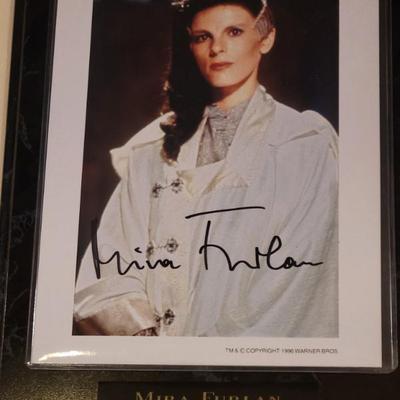 Mira Furlan
TM & © COPYRIGHT 1996 WARNER BROS.
MIRA FURLAN